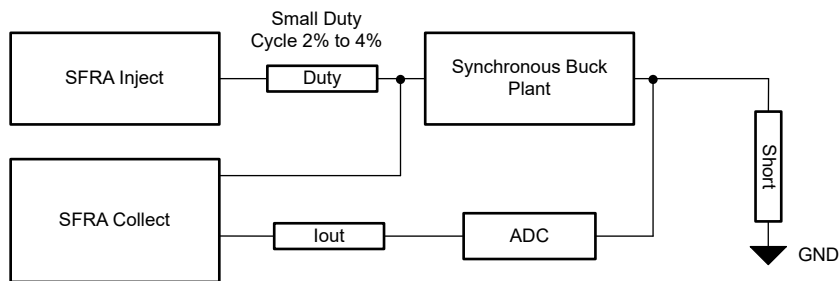 Small Duty
Cycle 2% to 4%
SFRA Inject
Duty
Synchronous Buck
Plant
Short
SFRA Collect
Iout
ADC
GND